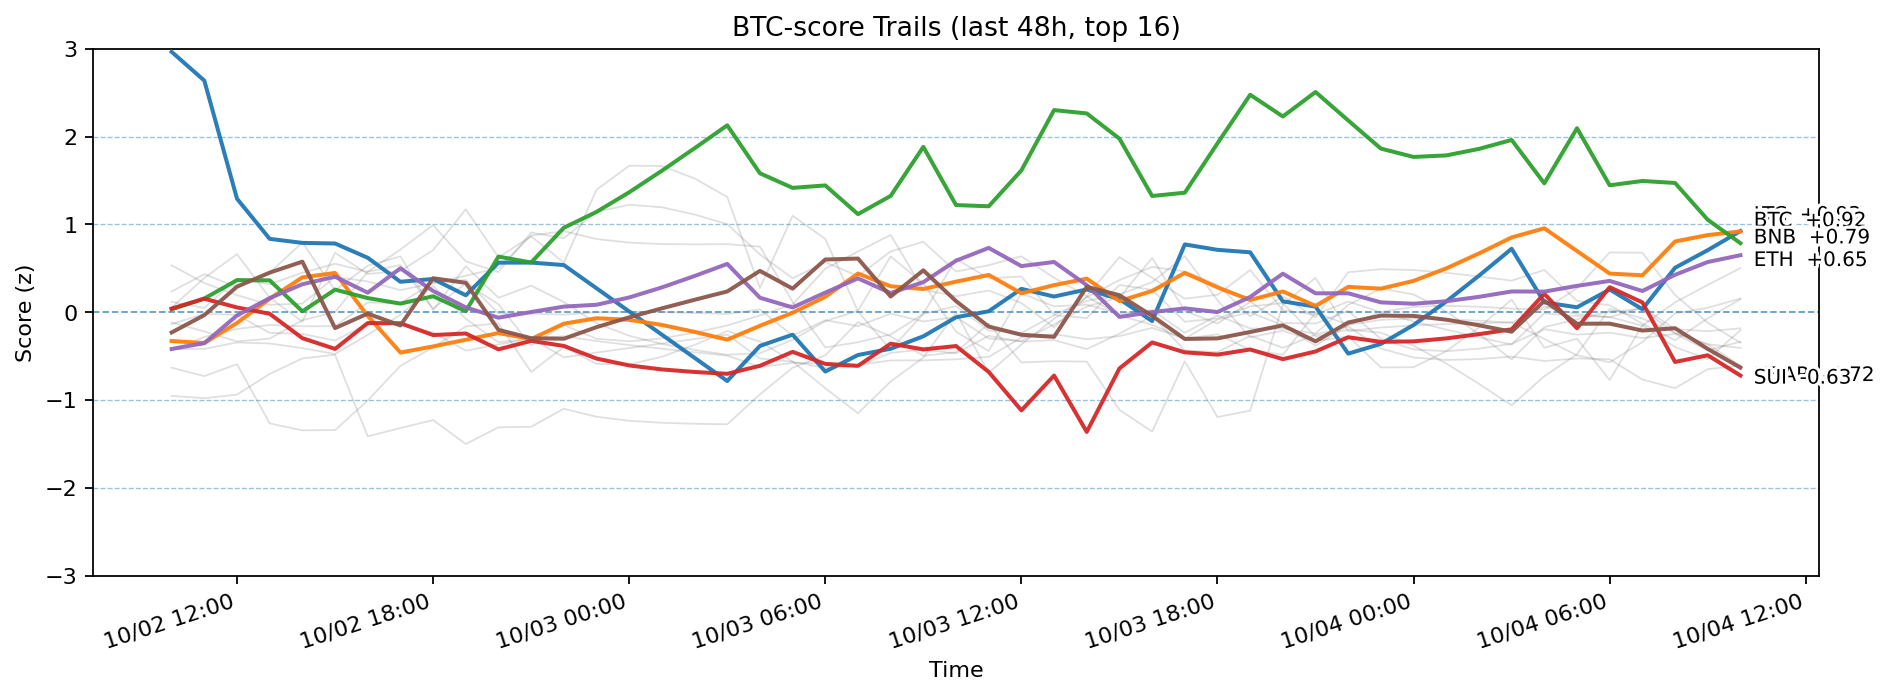 BTC-score Trails (last 48h, top 16)
Score (z)
3
2
1
0
−1
−2
−3
BTC +0.92
BNB +0.79
ETH +0.65
SUI -0.63
10/02 12:00
10/02 18:00
10/03 00:00
10/03 06:00
10/03 12:00
10/03 18:00
10/04 00:00
10/04 06:00
10/04 12:00
Time